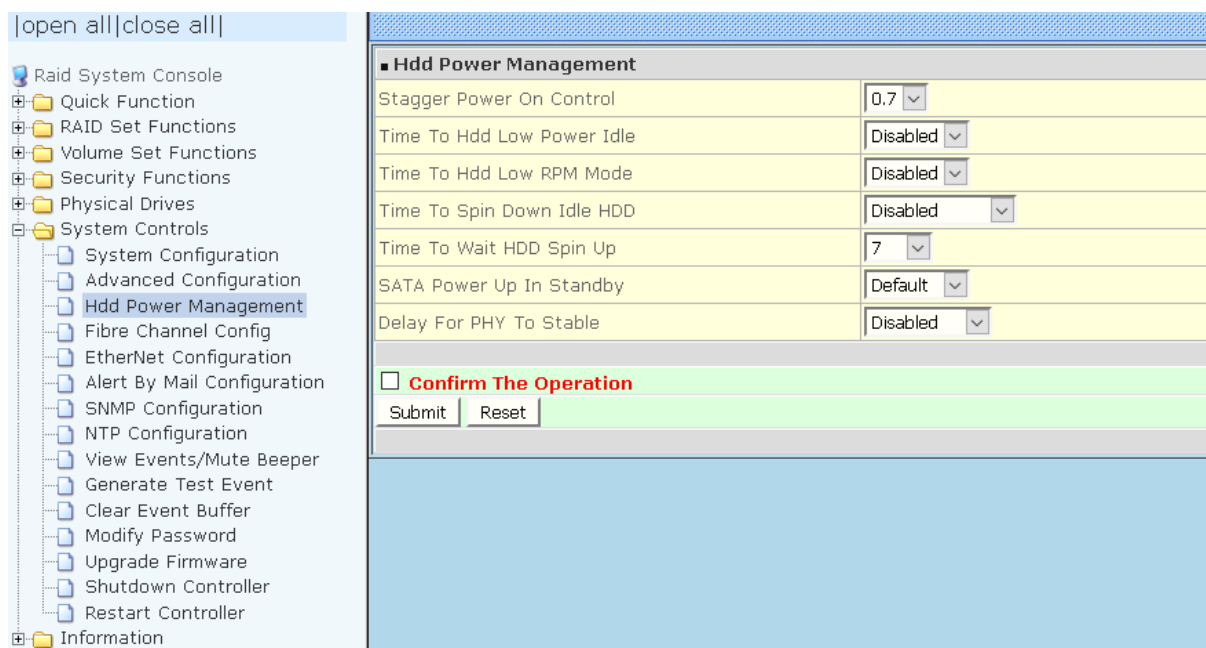 |open all|close all|
Raid System Console
Quick Function
RAID Set Functions
Volume Set Functions
Security Functions
Physical Drives
System Controls
System Configuration
Advanced Configuration
Hdd Power Management
Fibre Channel Config
EtherNet Configuration
Alert By Mail Configuration
SNMP Configuration
NTP Configuration
View Events/Mute Beeper
Generate Test Event
Clear Event Buffer
Modify Password
Upgrade Firmware
Shutdown Controller
Restart Controller
Information
Hdd Power Management
Stagger Power On Control 0.7
Time To Hdd Low Power Idle Disabled
Time To Hdd Low RPM Mode Disabled
Time To Spin Down Idle HDD Disabled
Time To Wait HDD Spin Up 7
SATA Power Up In Standby Default
Delay For PHY To Stable Disabled
Confirm The Operation
Submit Reset